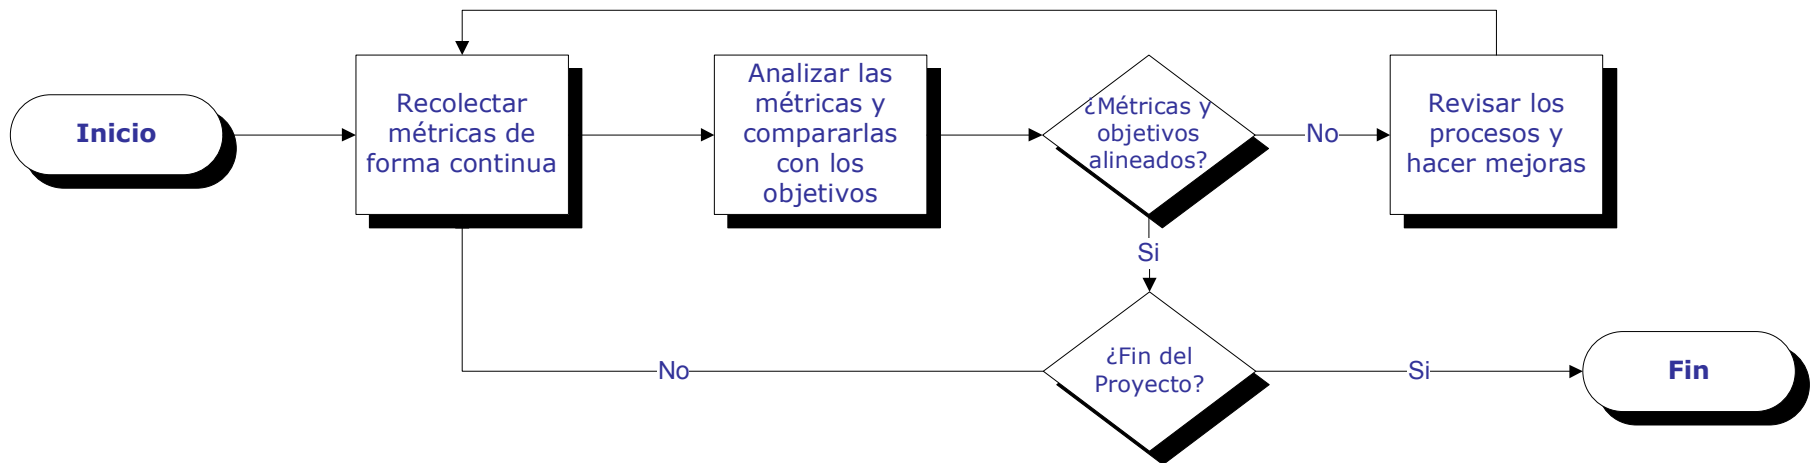 Inicio
Recolectar
métricas de
forma continua
Analizar las
métricas y
compararlas
con los
objetivos
¿Métricas y
objetivos
alineados?
No
Revisar los
procesos y
hacer mejoras
Si
¿Fin del
Proyecto?
No
Si
Fin